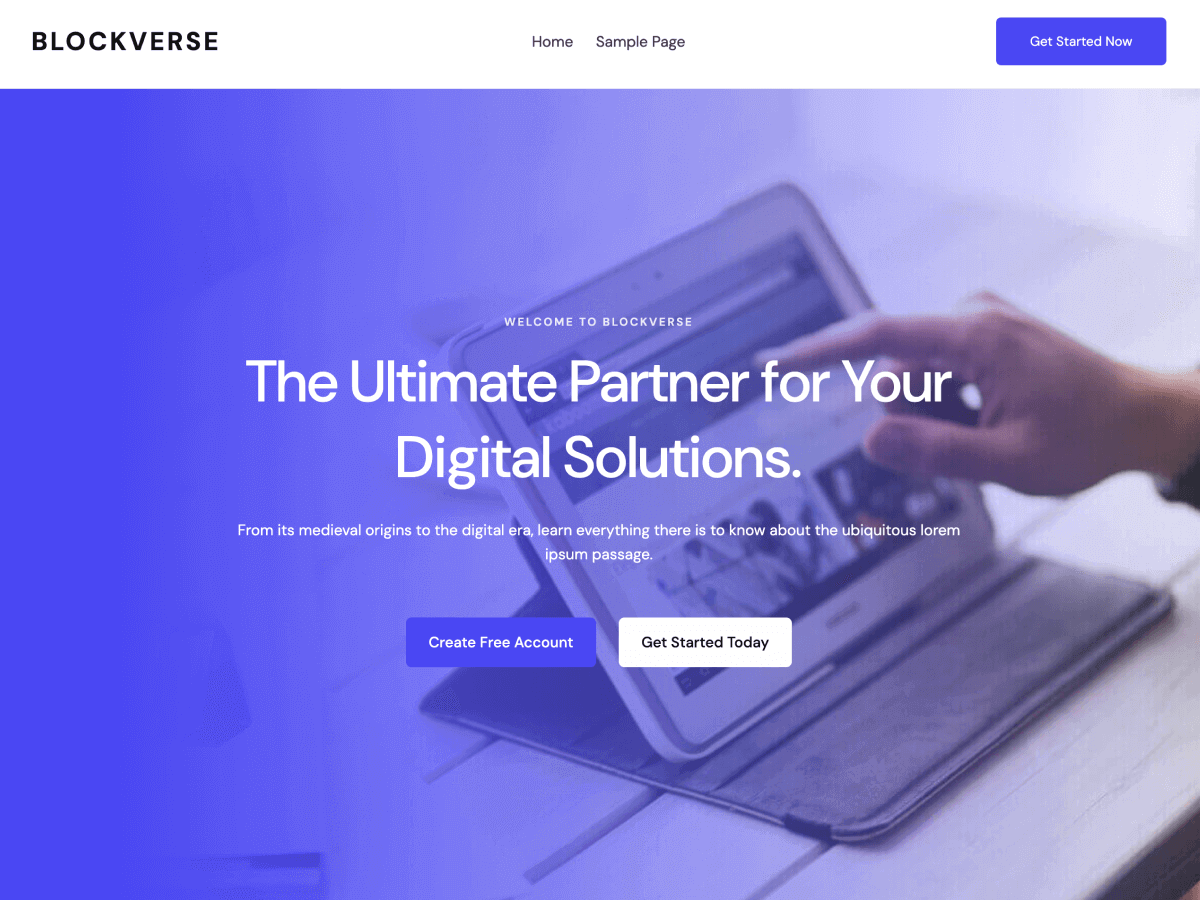 BLOCKVERSE
Home
Sample Page
Get Started Now
WELCOME TO BLOCKVERSE
The Ultimate Partner for Your
Digital Solutions.
From its medieval origins to the digital era, learn everything there is to know about the ubiquitous lorem
ipsum passage.
Create Free Account
Get Started Today